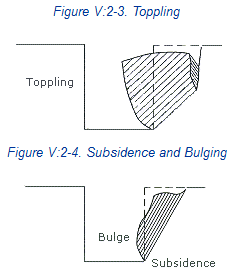 Figure V:2-3. Toppling
Toppling
Figure V:2-4. Subsidence and Bulging
Bulge
Subsidence